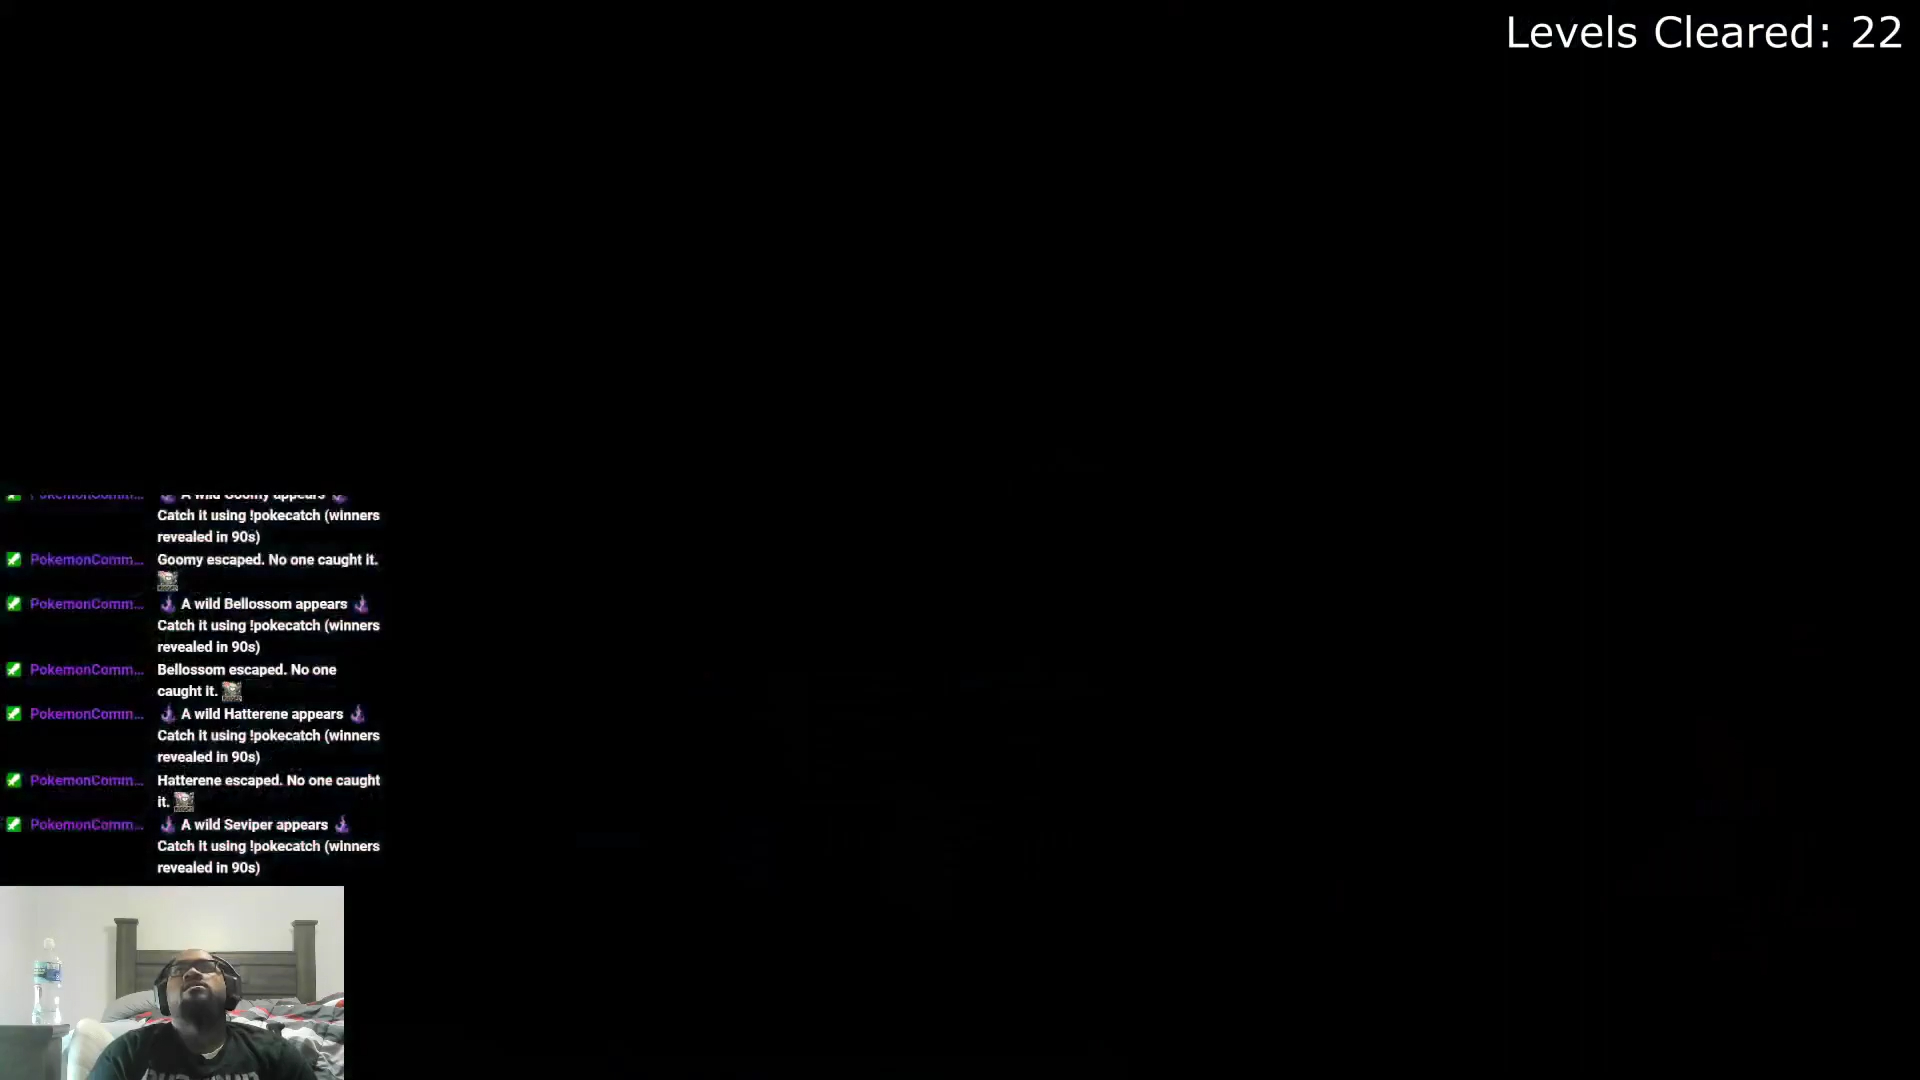 Levels Cleared: 22
A wild Goomy appears
Catch it using !pokecatch (winners
revealed in 90s)
PokemonComm... Goomy escaped. No one caught it.
PokemonComm... A wild Bellossom appears
Catch it using !pokecatch (winners
revealed in 90s)
PokemonComm... Bellossom escaped. No one
caught it.
PokemonComm... A wild Hatterene appears
Catch it using !pokecatch (winners
revealed in 90s)
PokemonComm... Hatterene escaped. No one caught
it.
PokemonComm... A wild Seviper appears
Catch it using !pokecatch (winners
revealed in 90s)